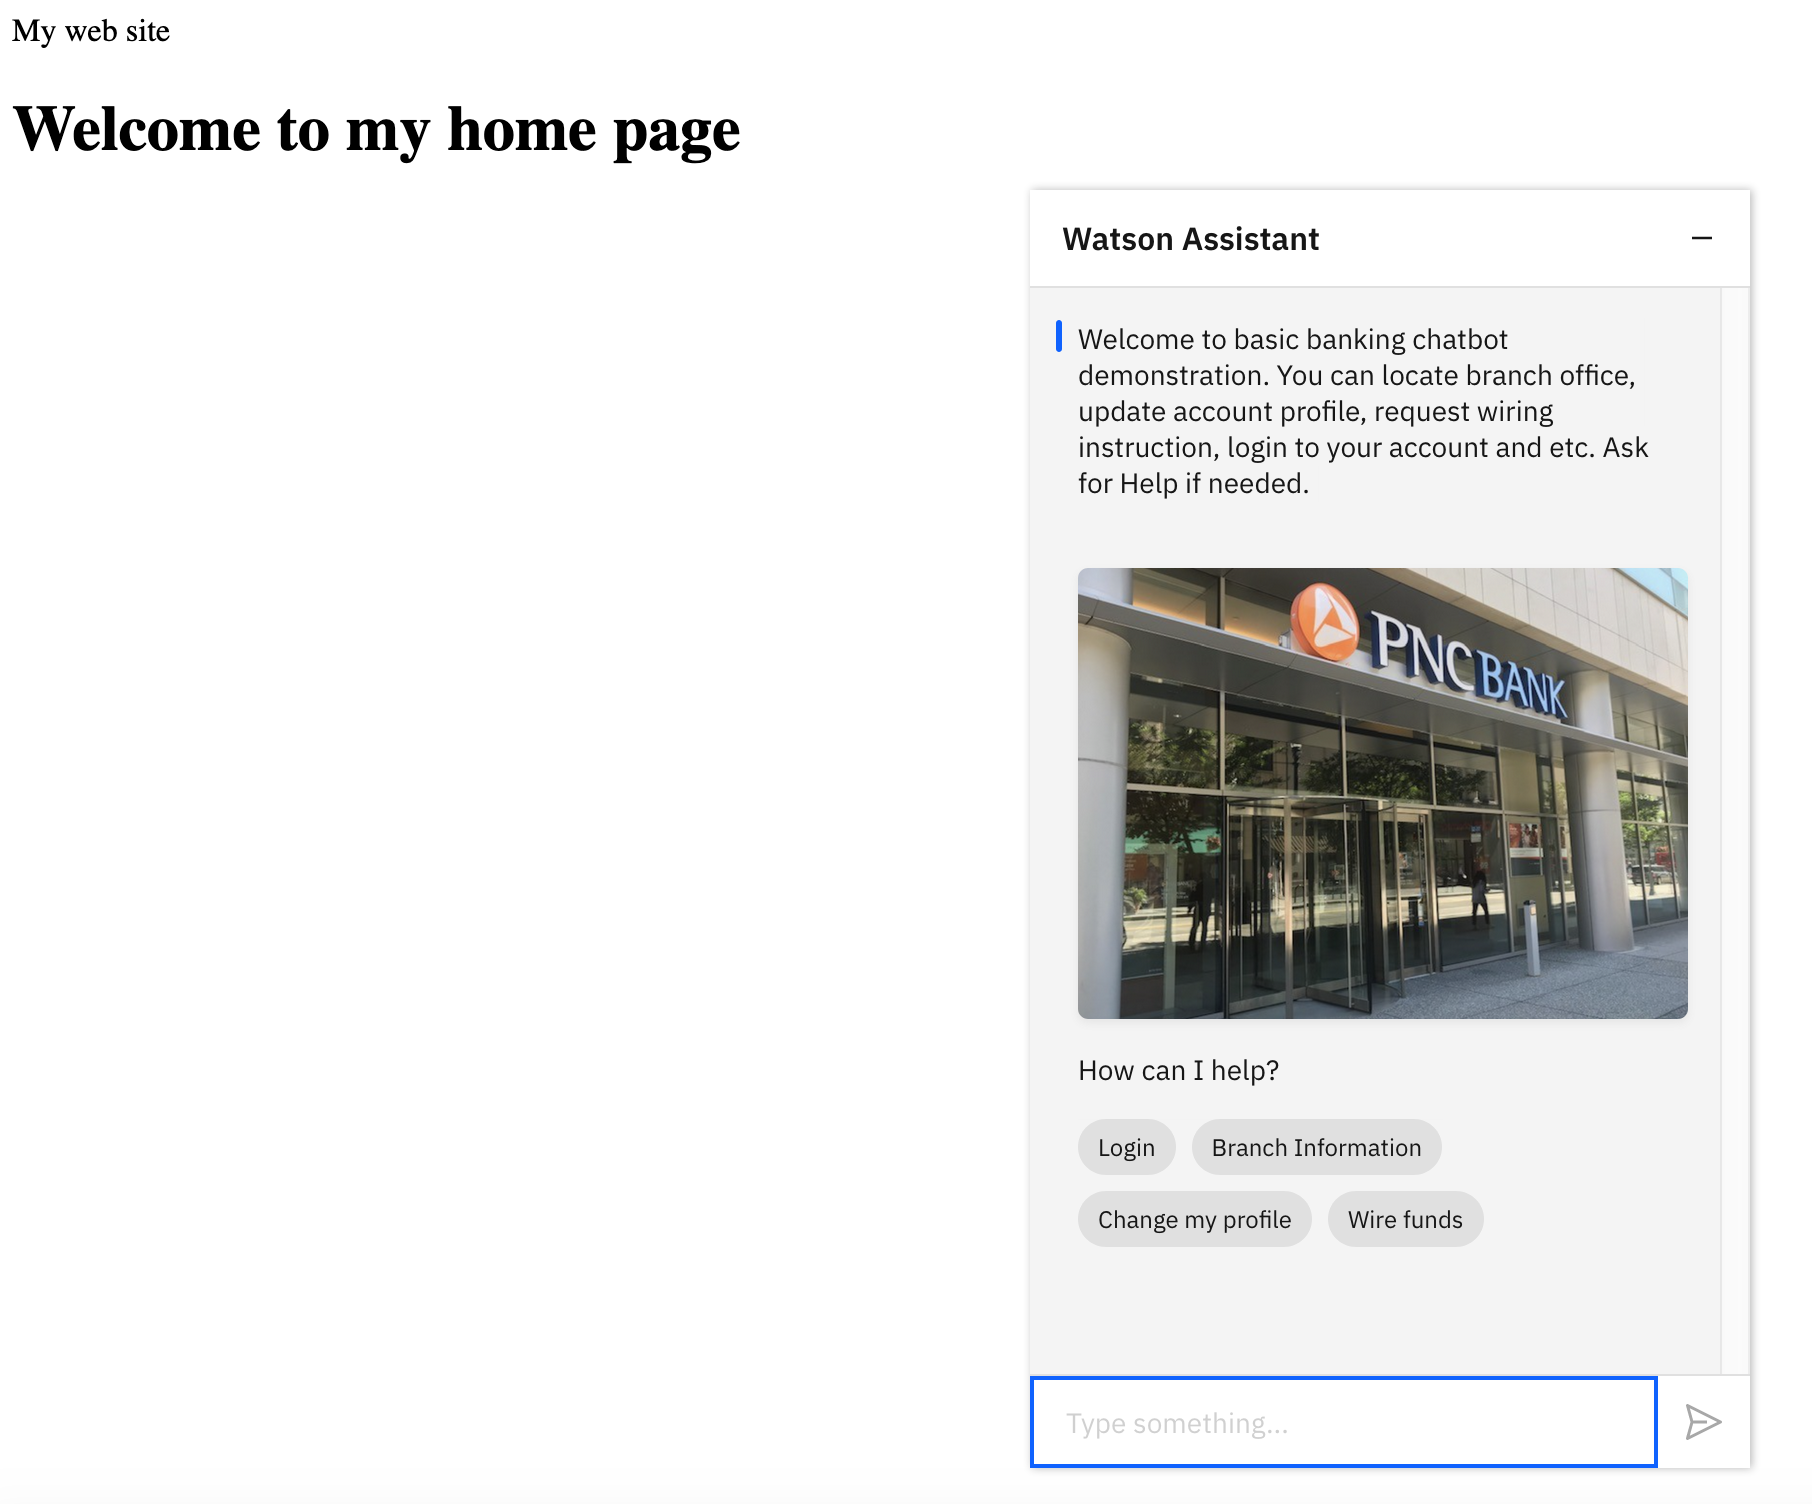 My web site
Welcome to my home page
Watson Assistant
Welcome to basic banking chatbot
demonstration. You can locate branch office,
update account profile, request wiring
instruction, login to your account and etc. Ask
for Help if needed.
PNC BANK
How can I help?
Login
Branch Information
Change my profile
Wire funds
Type something...